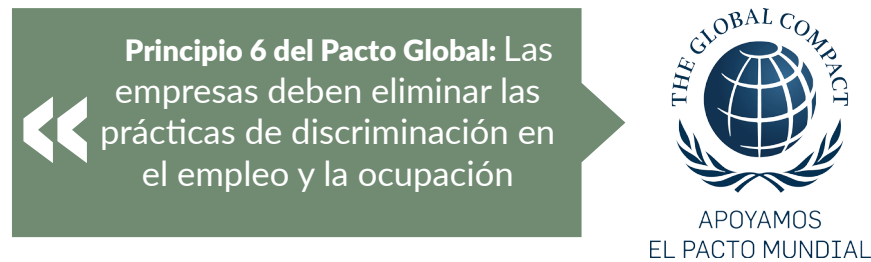 Principio 6 del Pacto Global: Las
empresas deben eliminar las
prácticas de discriminación en
el empleo y la ocupación
THE GLOBAL COMPACT
APOYAMOS
EL PACTO MUNDIAL